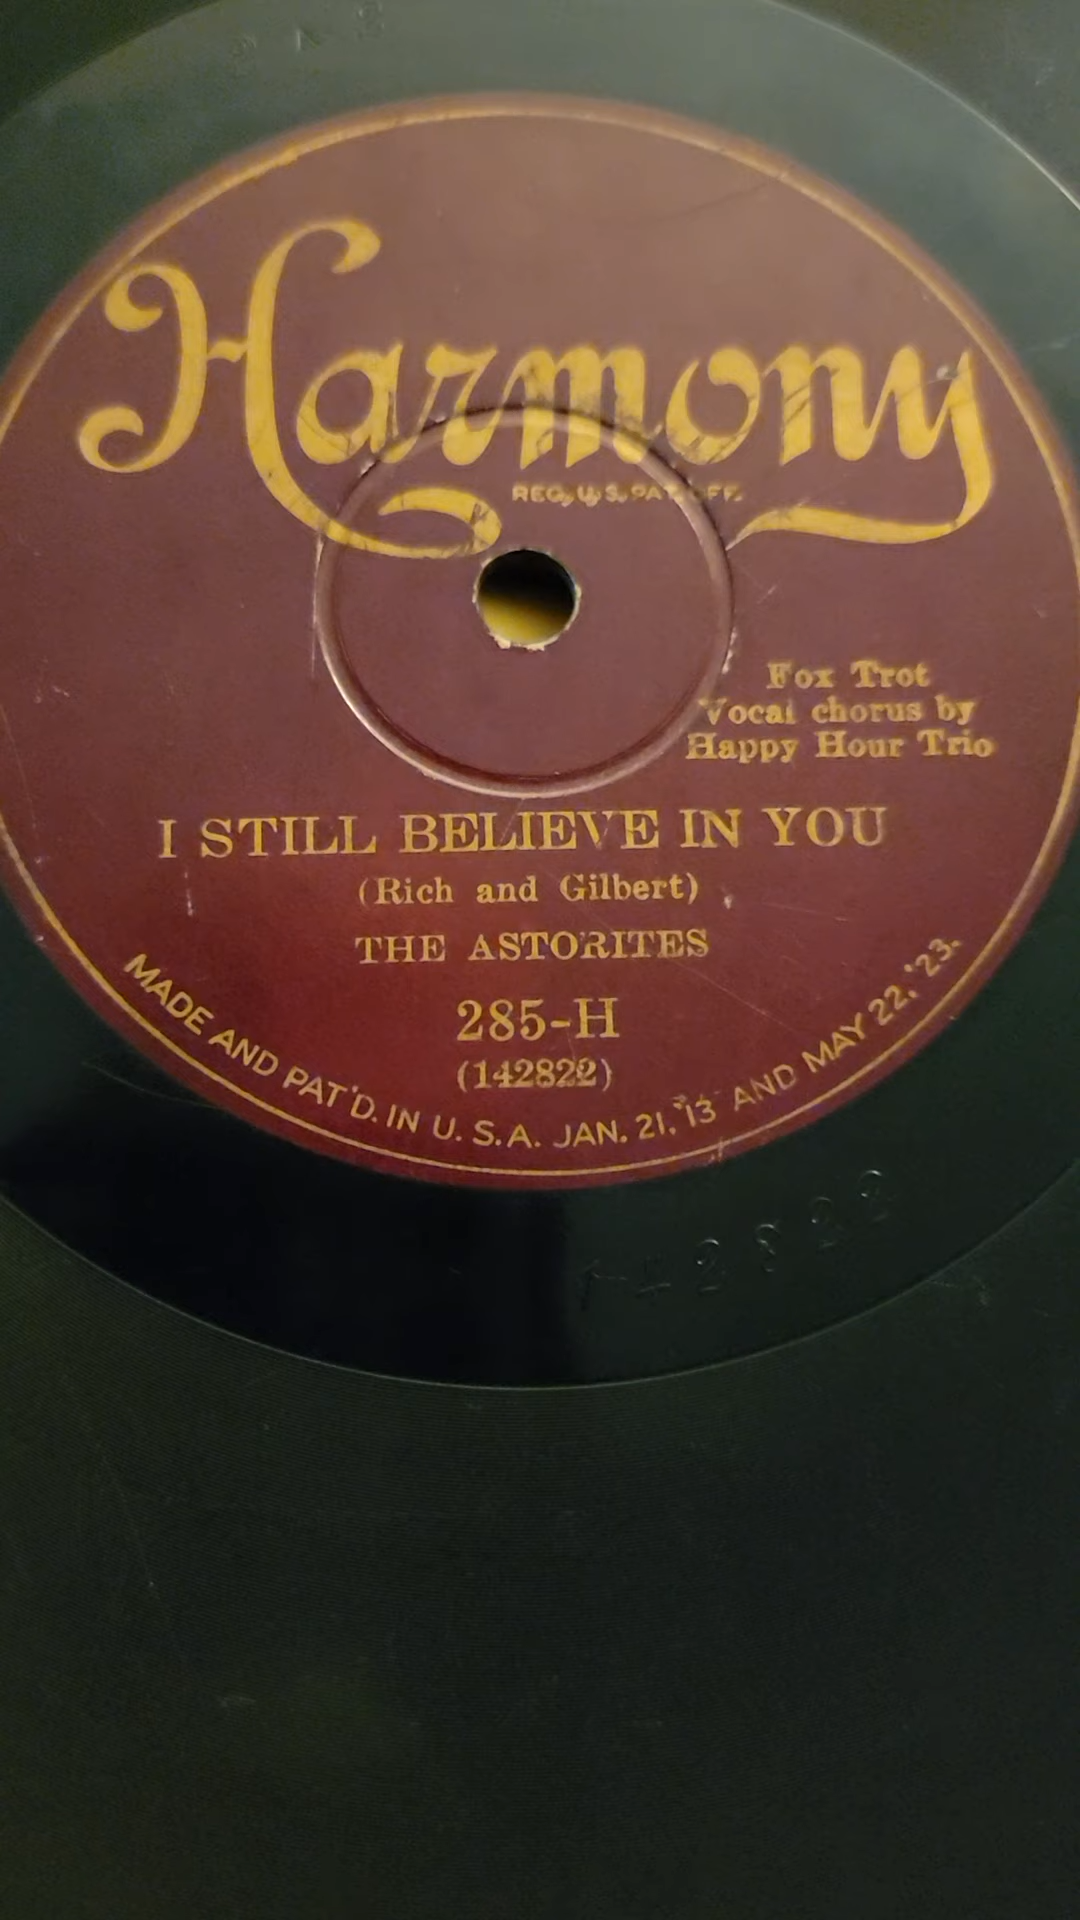 Harmony
REG. U.S. PAT. OFF.
Fox Trot
Vocal chorus by
Happy Hour Trio
I STILL BELIEVE IN YOU
(Rich and Gilbert)
THE ASTORITES
285-H
(142822)
MADE AND PAT'D. IN U.S.A. JAN. 21, '13 AND MAY 22, '23.
142822